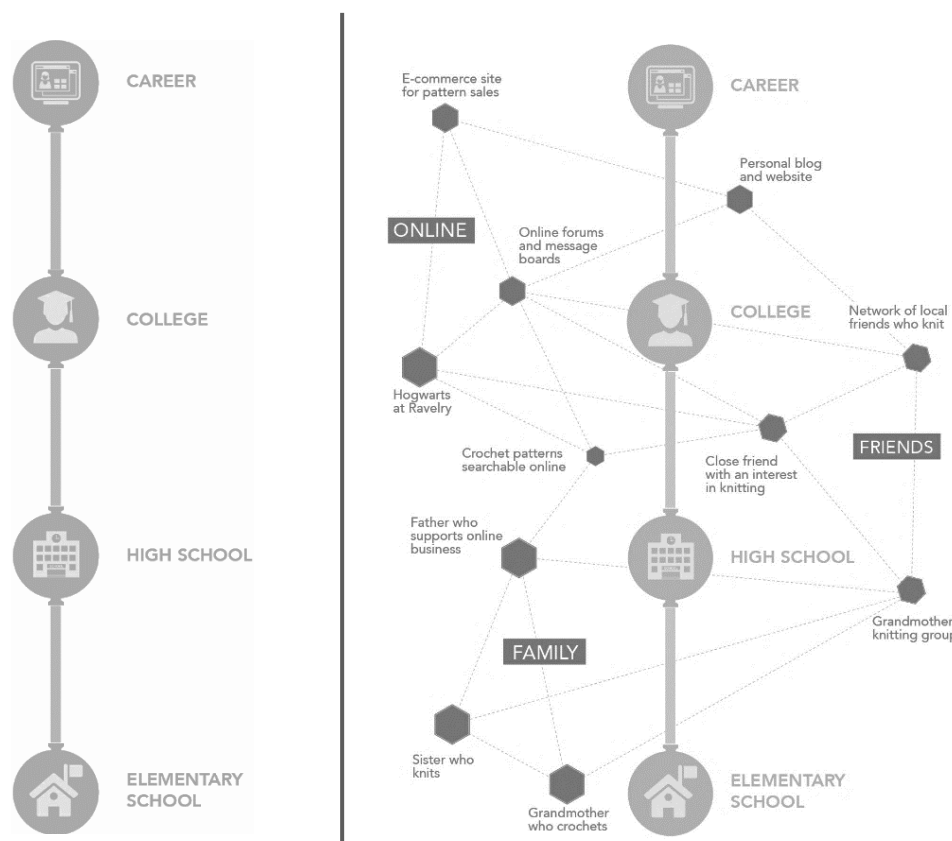 CAREER
COLLEGE
HIGH SCHOOL
ELEMENTARY
SCHOOL
E-commerce site
for pattern sales
CAREER
Personal blog
and website
ONLINE
Online forums
and message
boards
COLLEGE
Network of local
friends who knit
Hogwarts
at Ravelry
Crochet patterns
searchable online
Close friend
with an interest
in knitting
FRIENDS
Father who
supports online
business
HIGH SCHOOL
Grandmother
knitting group
FAMILY
Sister who
knits
Grandmother
who crochets
ELEMENTARY
SCHOOL